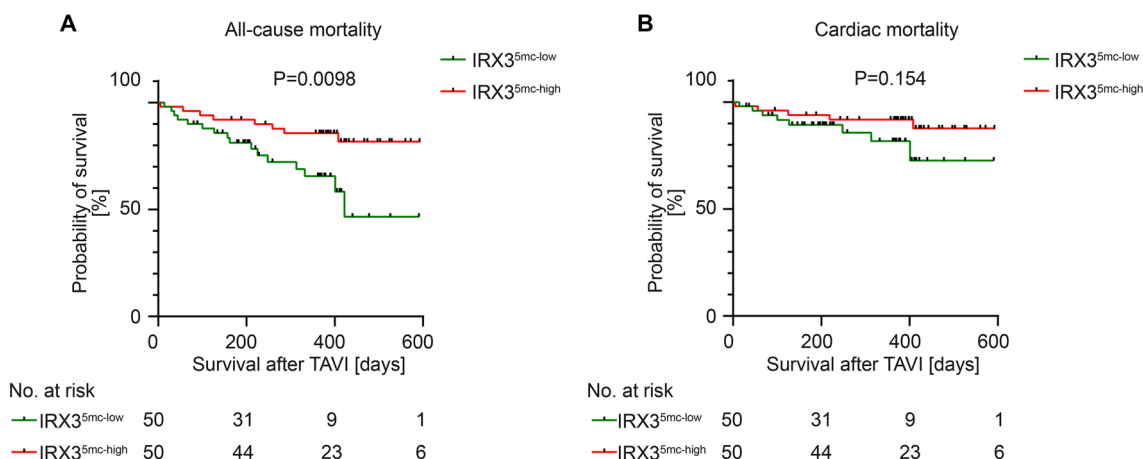 A
All-cause mortality
IRX3^5mc-low
IRX3^5mc-high
P=0.0098
Probability of survival
[%]
100
50
0
0 200 400 600
Survival after TAVI [days]
No. at risk
IRX3^5mc-low 50 31 9 1
IRX3^5mc-high 50 44 23 6
B
Cardiac mortality
IRX3^5mc-low
IRX3^5mc-high
P=0.154
Probability of survival
[%]
100
50
0
0 200 400 600
Survival after TAVI [days]
No. at risk
IRX3^5mc-low 50 31 9 1
IRX3^5mc-high 50 44 23 6